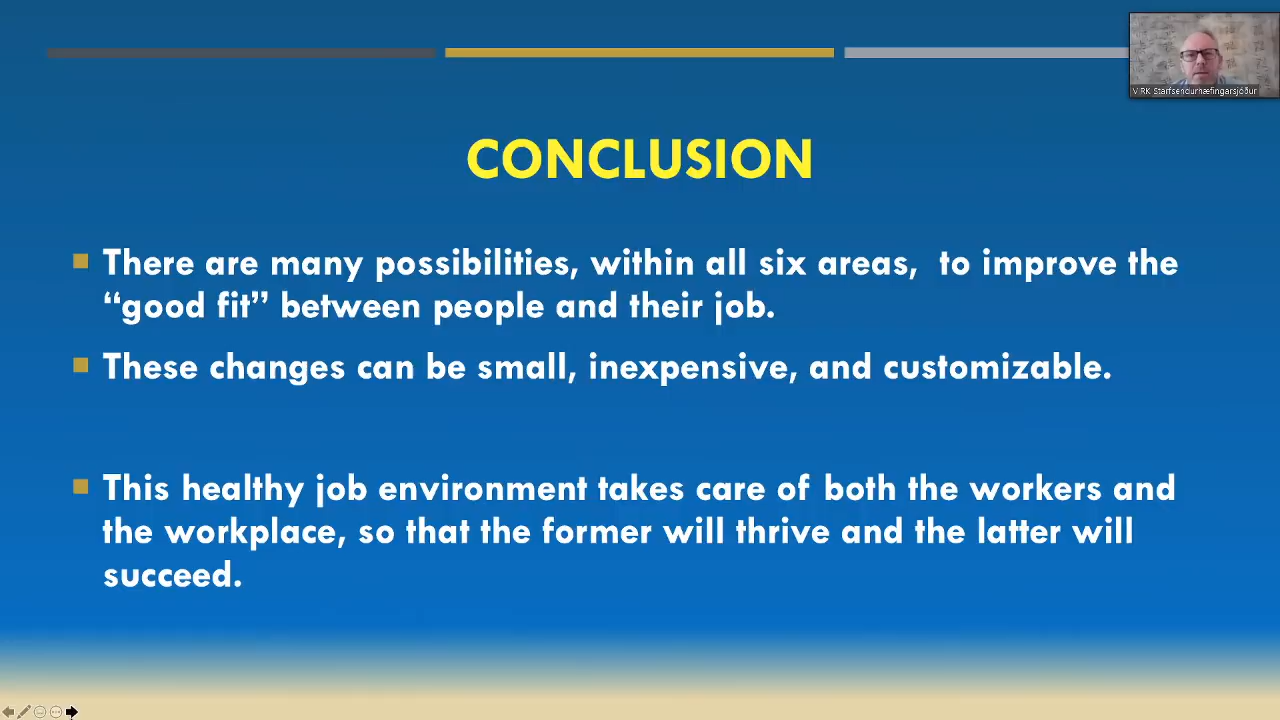 VIRK Starfsendurhæfingarsjóður
CONCLUSION
There are many possibilities, within all six areas, to improve the
“good fit” between people and their job.
These changes can be small, inexpensive, and customizable.
This healthy job environment takes care of both the workers and
the workplace, so that the former will thrive and the latter will
succeed.